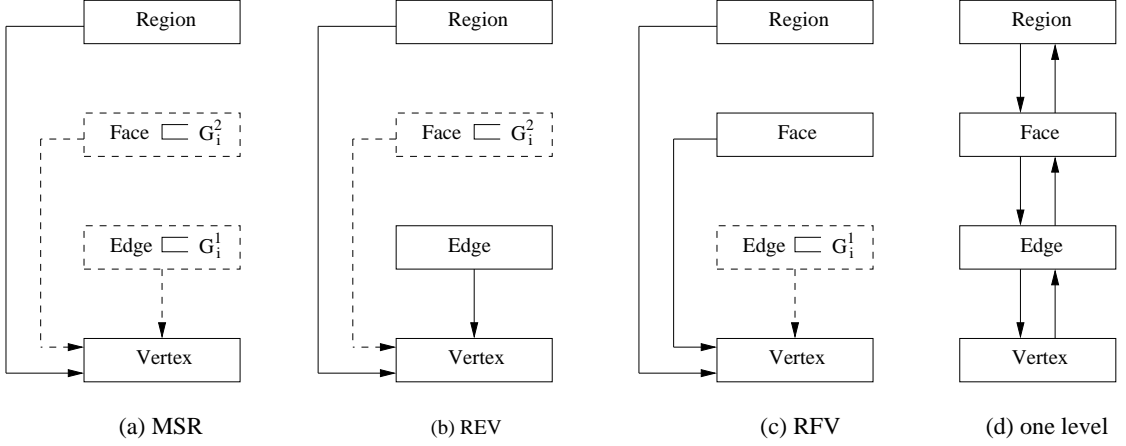 Region
Face ⊏ G_i^2
Edge ⊏ G_i^1
Vertex
(a) MSR
Region
Face ⊏ G_i^2
Edge
Vertex
(b) REV
Region
Face
Edge ⊏ G_i^1
Vertex
(c) RFV
Region
Face
Edge
Vertex
(d) one level